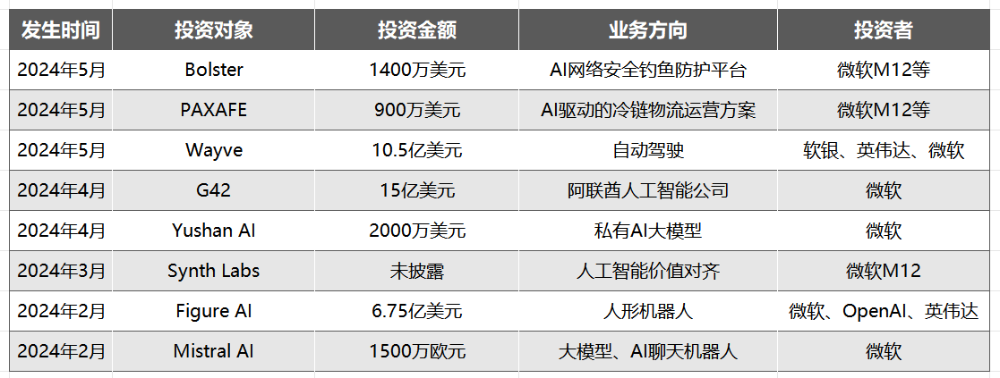 发生时间 投资对象 投资金额 业务方向 投资者
2024年5月 Bolster 1400万美元 AI网络安全钓鱼防护平台 微软M12等
2024年5月 PAXAFE 900万美元 AI驱动的冷链物流运营方案 微软M12等
2024年5月 Wayve 10.5亿美元 自动驾驶 软银、英伟达、微软
2024年4月 G42 15亿美元 阿联酋人工智能公司 微软
2024年4月 Yushan AI 2000万美元 私有AI大模型 微软
2024年3月 Synth Labs 未披露 人工智能价值对齐 微软M12
2024年2月 Figure AI 6.75亿美元 人形机器人 微软、OpenAI、英伟达
2024年2月 Mistral AI 1500万欧元 大模型、AI聊天机器人 微软